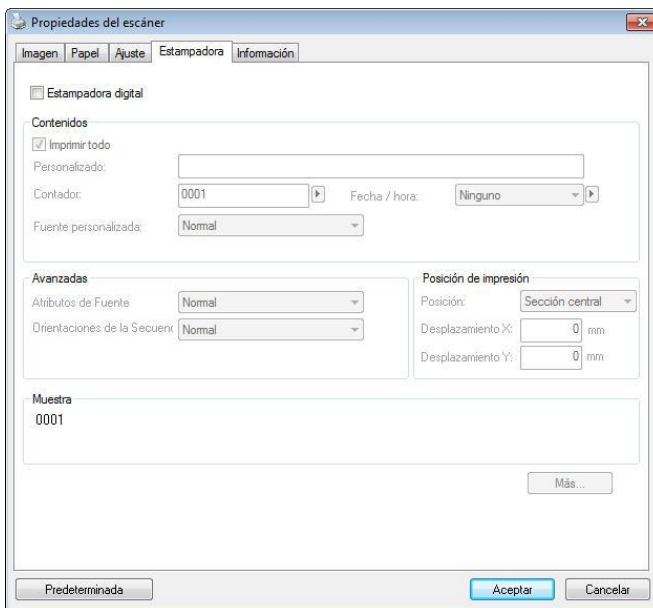 Propiedades del escáner
Imagen Papel Ajuste Estampadora Información
Estampadora digital
Contenidos
Imprimir todo
Personalizado:
Contador: 0001 Fecha / hora: Ninguno
Fuente personalizada: Normal
Avanzadas Posición de impresión
Atributos de Fuente Normal Posición: Sección central
Orientaciones de la Secuenc Normal Desplazamiento X: 0 mm
Desplazamiento Y: 0 mm
Muestra
0001
Más...
Predeterminada Aceptar Cancelar